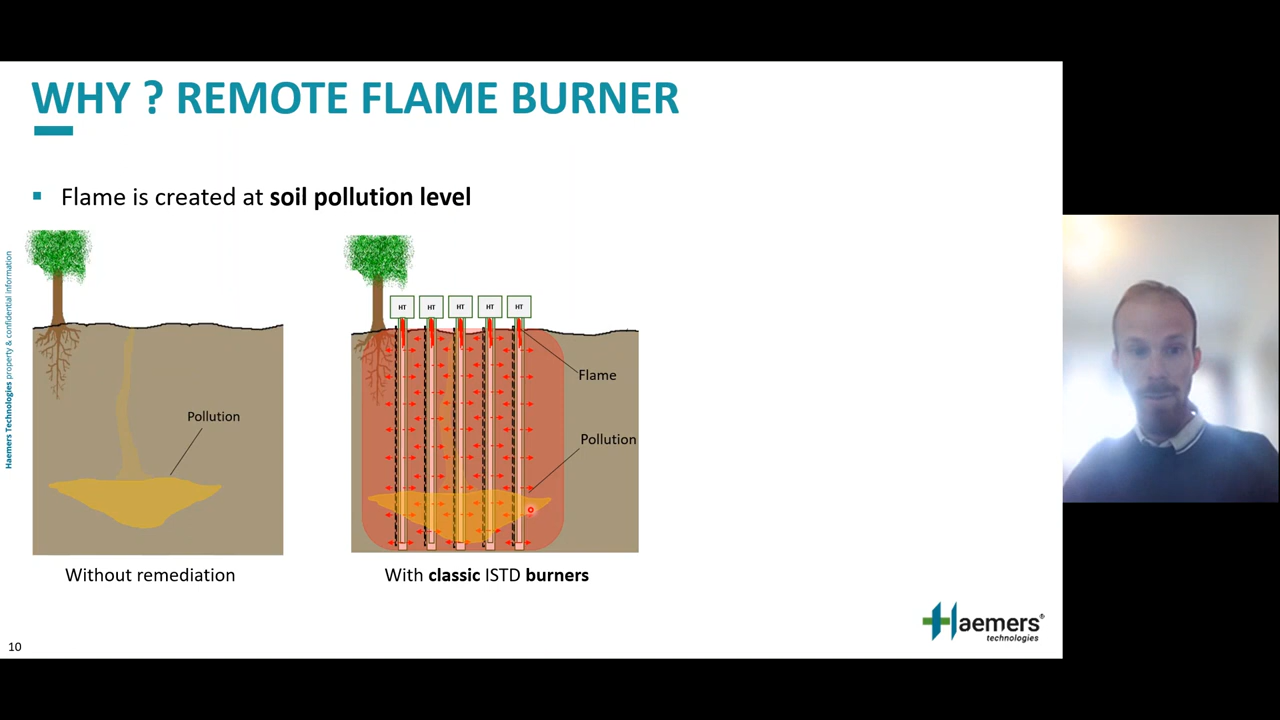 WHY ? REMOTE FLAME BURNER
Flame is created at soil pollution level
Haemers Technologies property & confidential information
Pollution
HT HT HT HT HT
Flame
Pollution
Without remediation
With classic ISTD burners
Haemers®
technologies
10